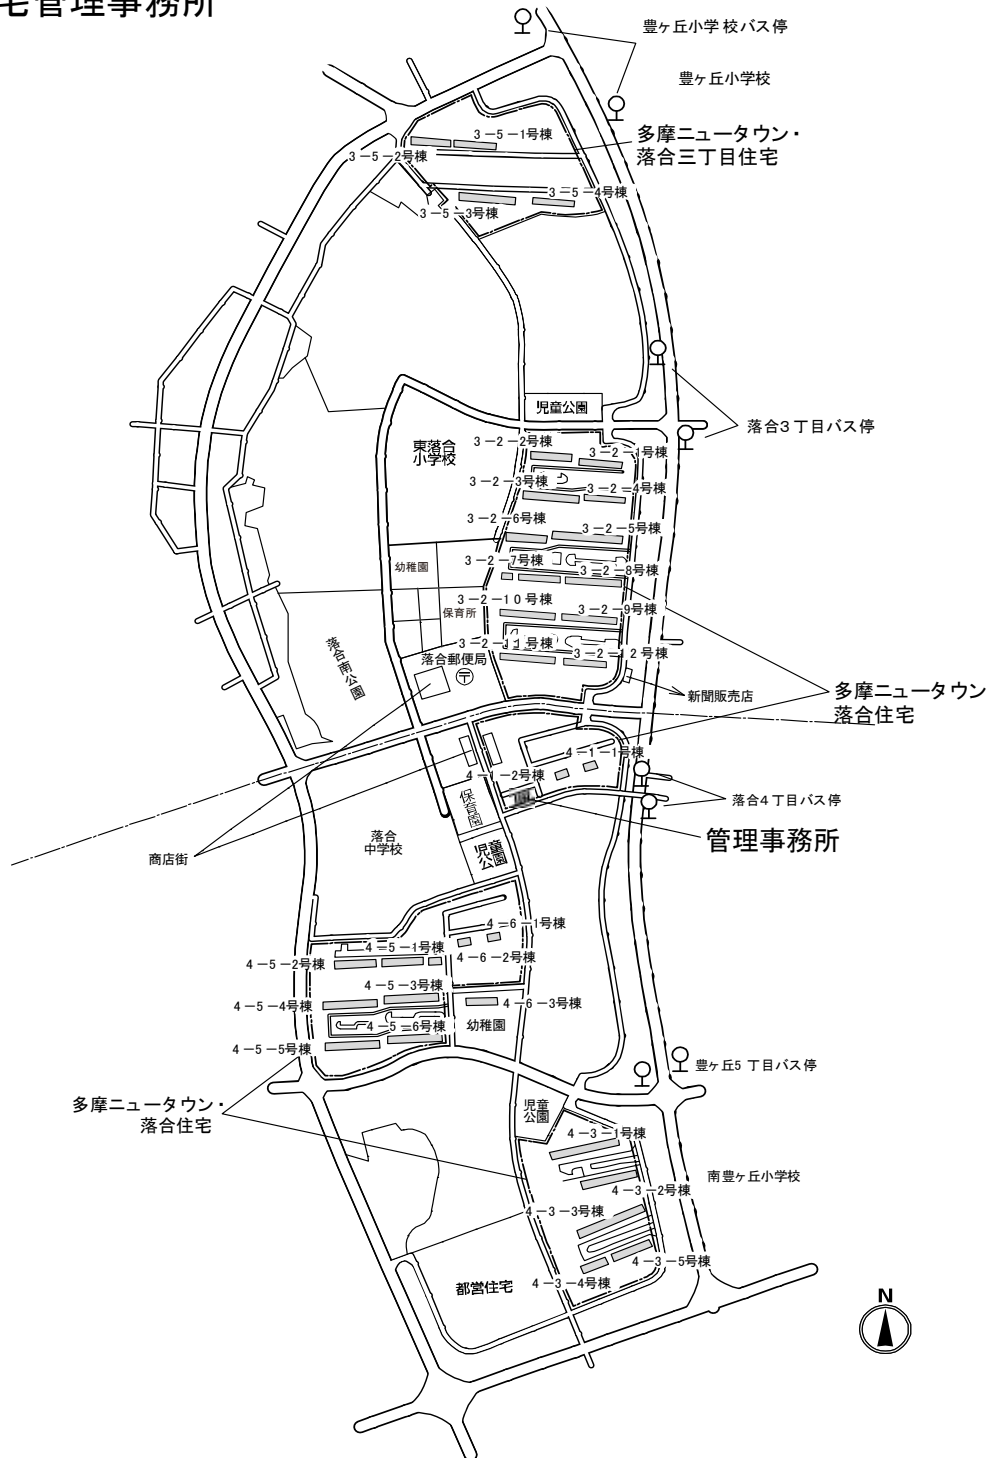 宅管理事務所
豊ヶ丘小学校バス停
豊ヶ丘小学校
3－5－1号棟
多摩ニュータウン・
落合三丁目住宅
3－5－2号棟
3－5－4号棟
3－5－3号棟
児童公園
落合3丁目バス停
東落合
小学校
3－2－2号棟
3－2－1号棟
3－2－3号棟
3－2－4号棟
3－2－6号棟
3－2－5号棟
幼稚園
3－2－7号棟
3－2－8号棟
3－2－10号棟
3－2－9号棟
保育所
3－2－11号棟
3－2－12号棟
落合郵便局
〒
落合南公園
新聞販売店
多摩ニュータウン
落合住宅
4－1－1号棟
4－1－2号棟
保育園
落合4丁目バス停
管理事務所
落合
中学校
商店街
児童
公園
4－6－1号棟
4－5－1号棟
4－6－2号棟
4－5－2号棟
4－5－3号棟
4－5－4号棟
4－6－3号棟
4－5－6号棟
幼稚園
4－5－5号棟
豊ヶ丘5丁目バス停
多摩ニュータウン・
落合住宅
児童
公園
4－3－1号棟
南豊ヶ丘小学校
4－3－2号棟
4－3－3号棟
4－3－5号棟
4－3－4号棟
都営住宅
N